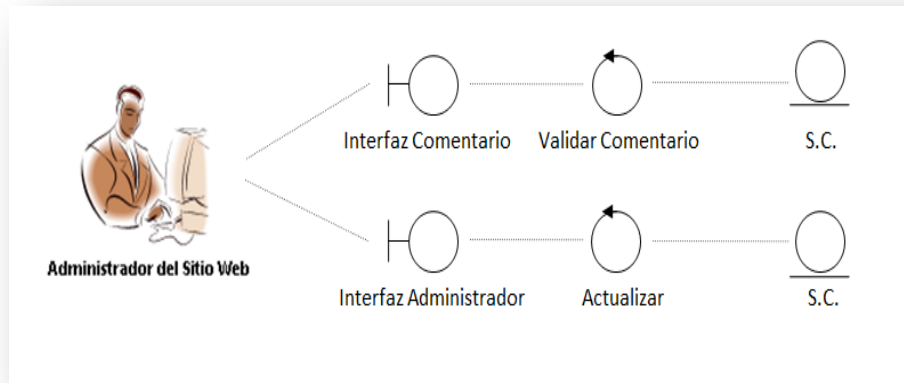 Interfaz Comentario
Validar Comentario
S.C.
Administrador del Sitio Web
Interfaz Administrador
Actualizar
S.C.